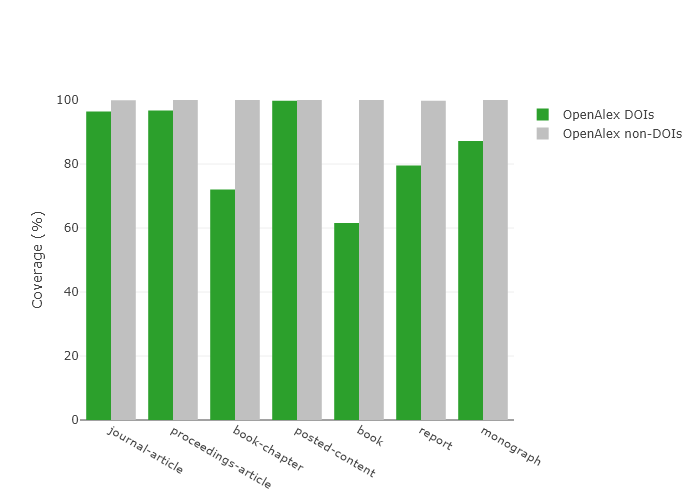 100
80
60
40
20
0
Coverage (%)
journal-article
proceedings-article
book-chapter
posted-content
book
report
monograph
OpenAlex DOIs
OpenAlex non-DOIs